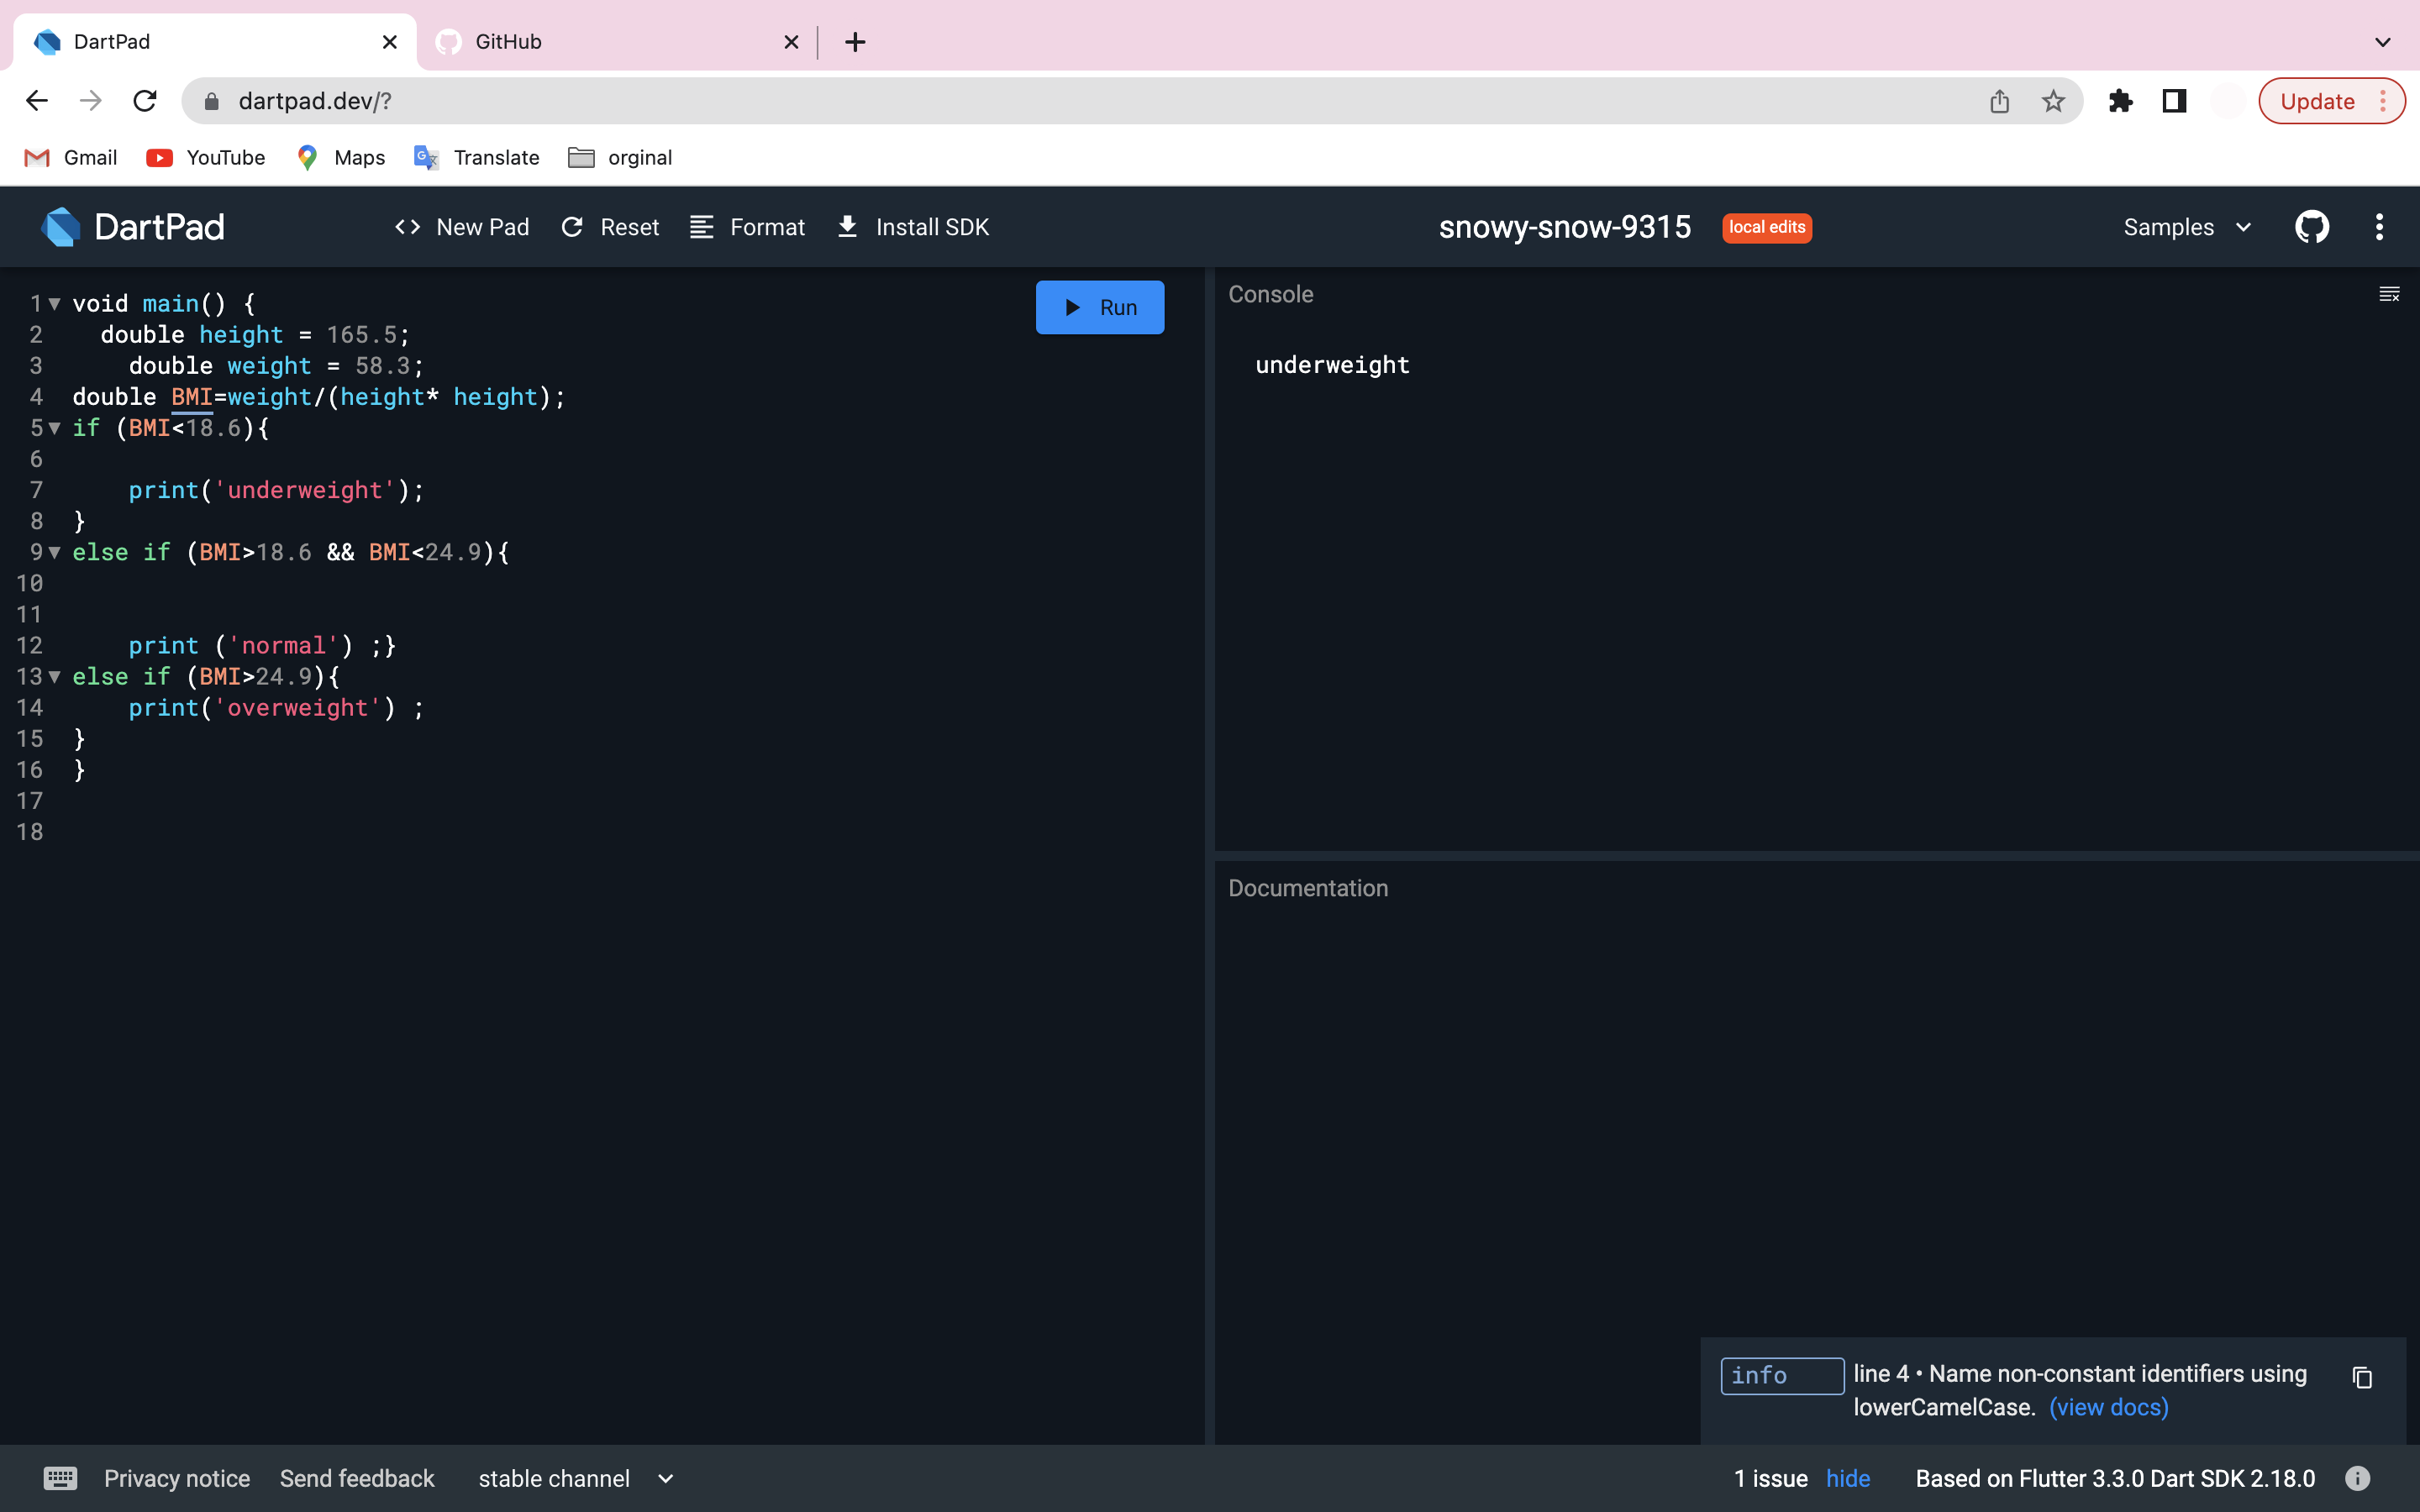 DartPad
GitHub
dartpad.dev/?
Update
Gmail YouTube Maps Translate orginal
DartPad
New Pad Reset Format Install SDK
snowy-snow-9315 local edits
Samples
1 void main() {
2   double height = 165.5;
3     double weight = 58.3;
4 double BMI=weight/(height* height);
5 if (BMI<18.6){
6
7     print('underweight');
8 }
9 else if (BMI>18.6 && BMI<24.9){
10
11
12     print ('normal') ;}
13 else if (BMI>24.9){
14     print('overweight') ;
15 }
16 }
17
18
Run
Console
underweight
Documentation
info line 4 • Name non-constant identifiers using
lowerCamelCase. (view docs)
Privacy notice Send feedback stable channel
1 issue hide Based on Flutter 3.3.0 Dart SDK 2.18.0